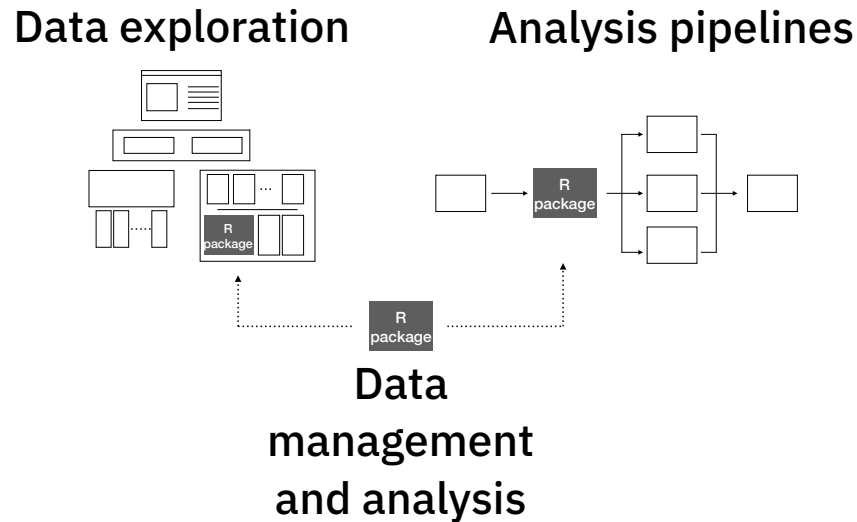 Data exploration
Analysis pipelines
...
R
package
.....
R
package
R
package
Data
management
and analysis